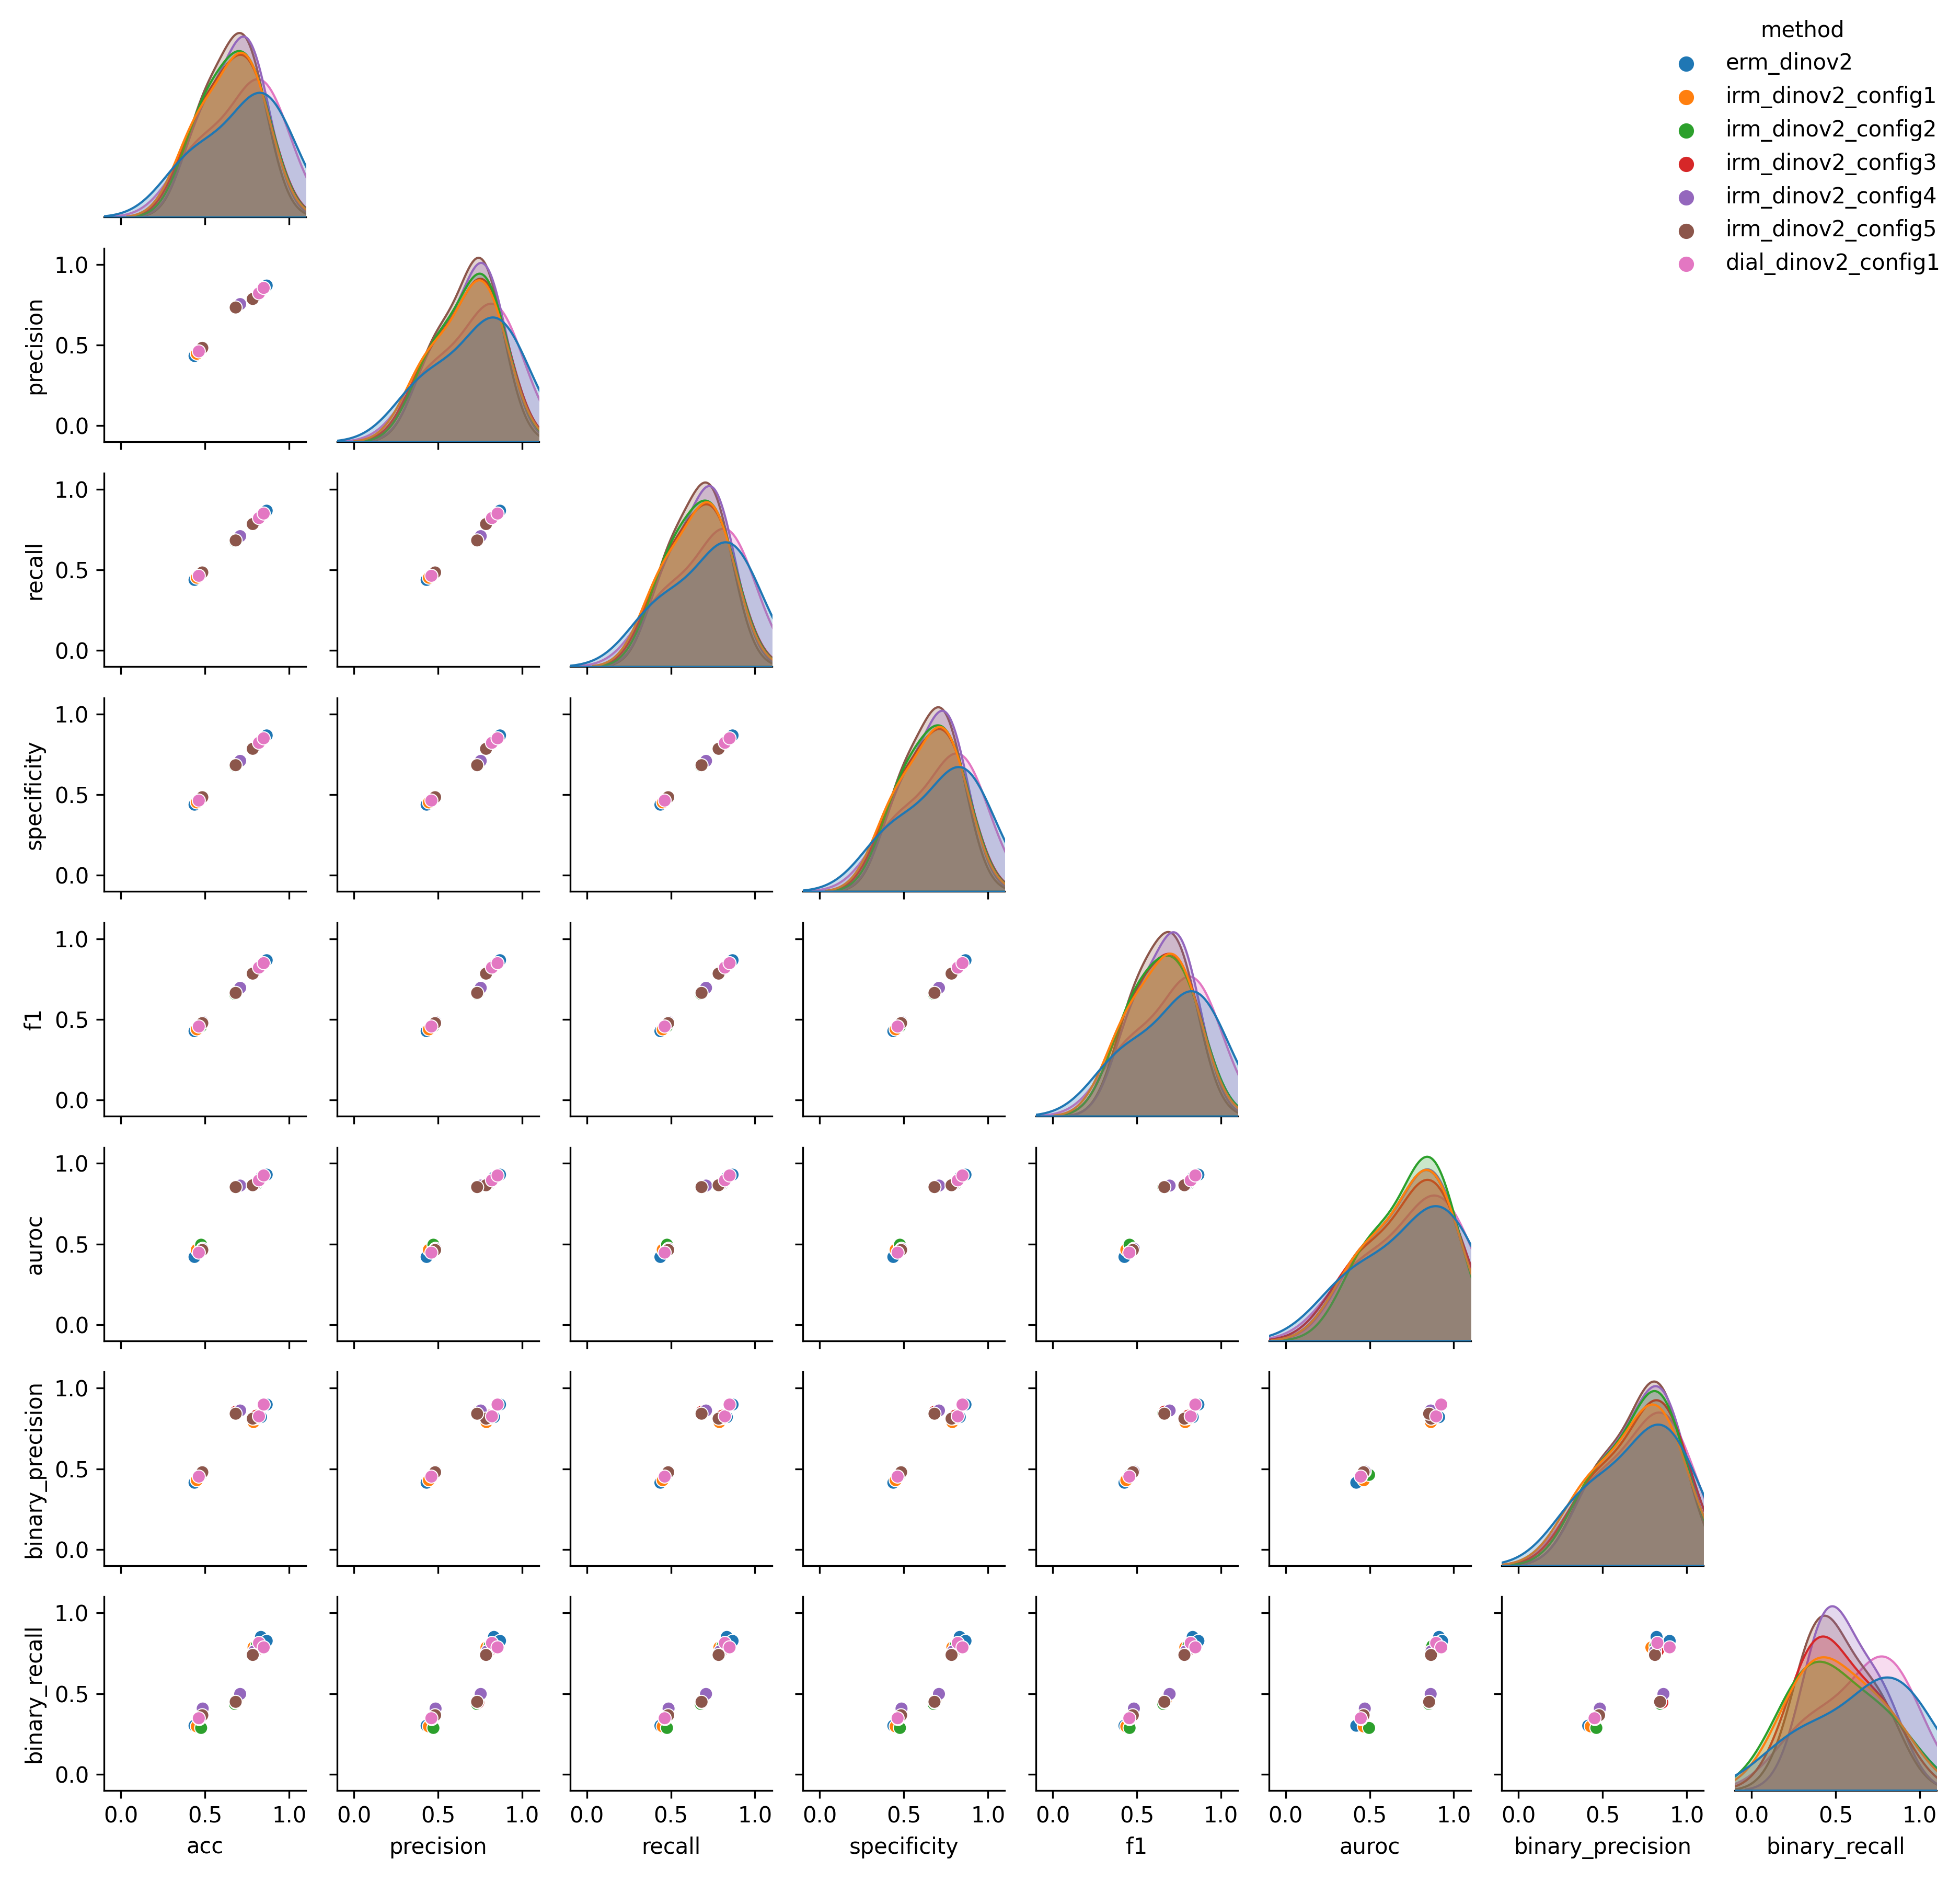 method
erm_dinov2
irm_dinov2_config1
irm_dinov2_config2
irm_dinov2_config3
irm_dinov2_config4
irm_dinov2_config5
dial_dinov2_config1
1.0
0.5
0.0
precision
1.0
0.5
0.0
recall
1.0
0.5
0.0
specificity
1.0
0.5
0.0
f1
1.0
0.5
0.0
auroc
1.0
0.5
0.0
binary_precision
1.0
0.5
0.0
binary_recall
0.0 0.5 1.0 0.0 0.5 1.0 0.0 0.5 1.0 0.0 0.5 1.0 0.0 0.5 1.0 0.0 0.5 1.0 0.0 0.5 1.0 0.0 0.5 1.0
acc precision recall specificity f1 auroc binary_precision binary_recall